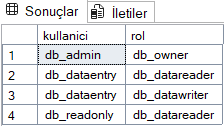 Sonuçlar İletiler
kullanici rol
1 db_admin db_owner
2 db_dataentry db_datareader
3 db_dataentry db_datawriter
4 db_readonly db_datareader